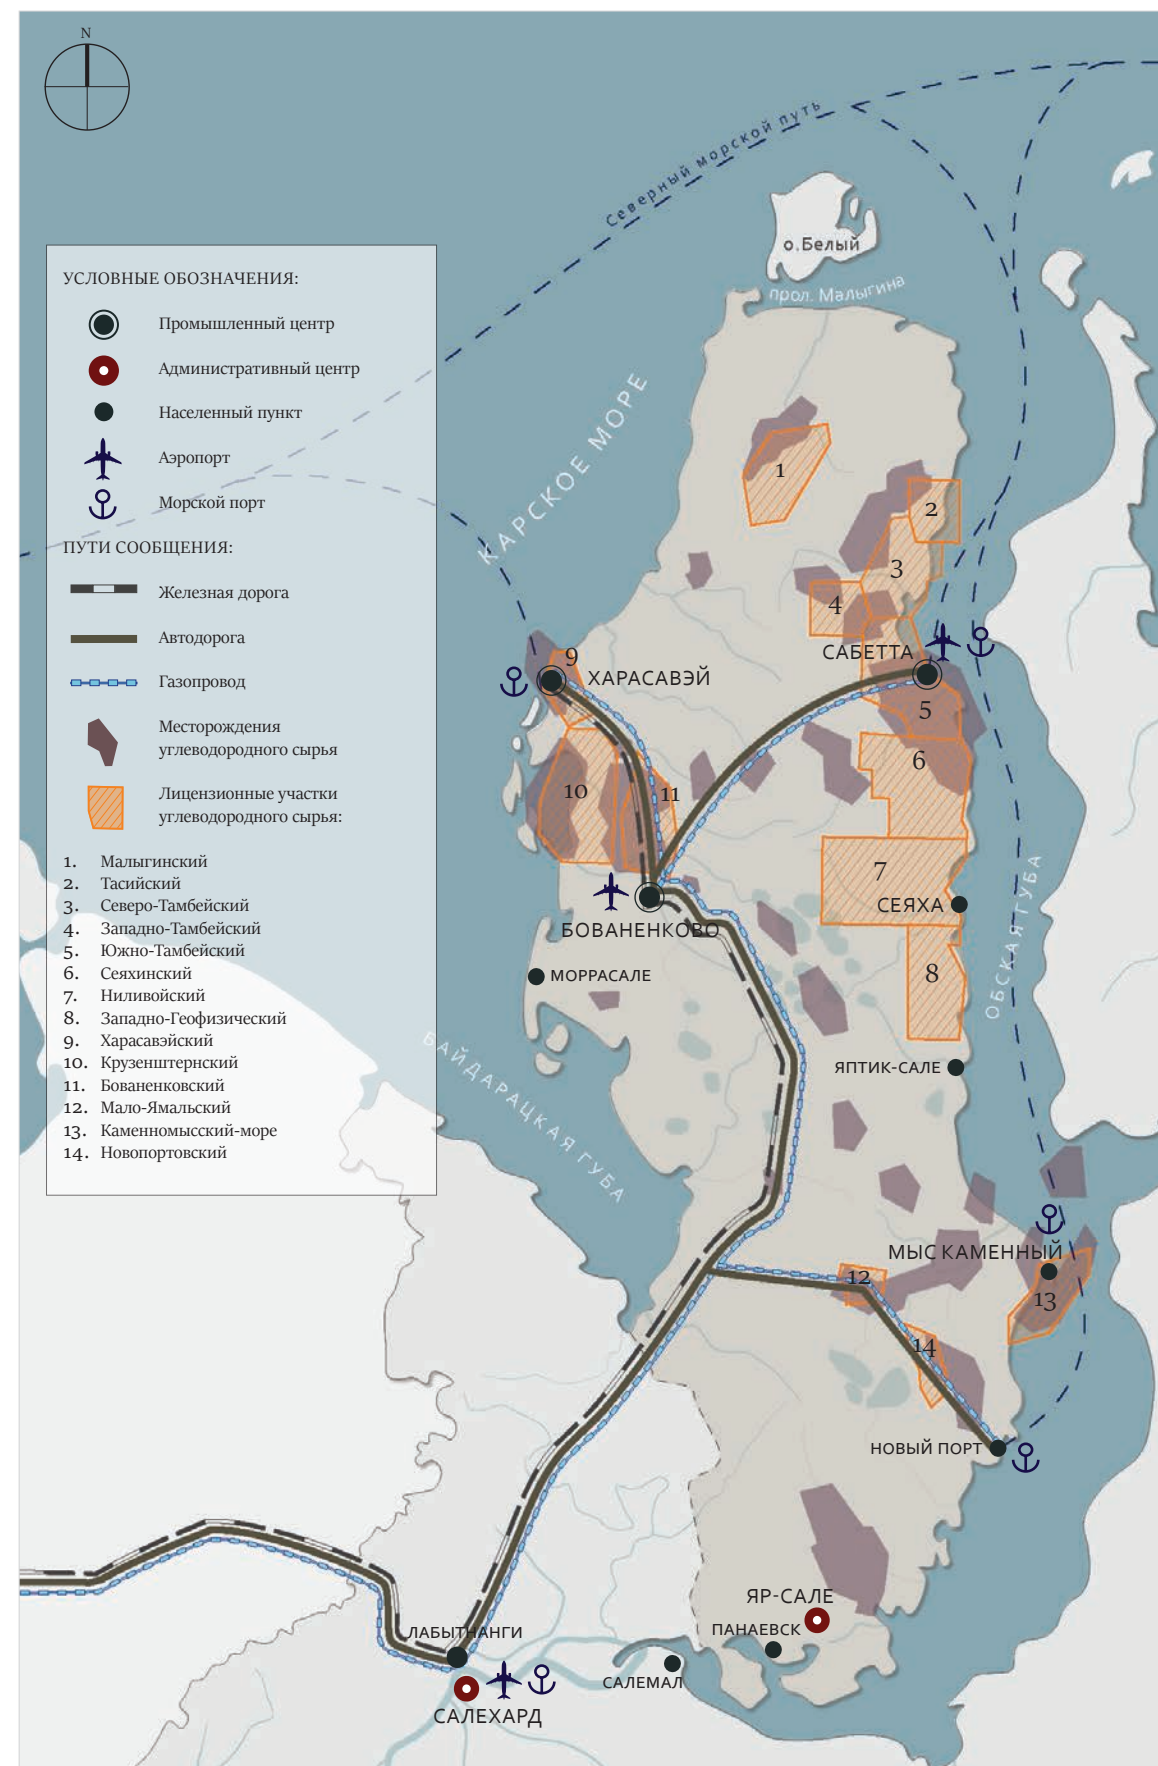 N
Северный морской путь
о.Белый
прол. Малыгина
КАРСКОЕ МОРЕ
УСЛОВНЫЕ ОБОЗНАЧЕНИЯ:
Промышленный центр
Административный центр
Населенный пункт
Аэропорт
Морской порт
ПУТИ СООБЩЕНИЯ:
Железная дорога
Автодорога
Газопровод
Месторождения
углеводородного сырья
Лицензионные участки
углеводородного сырья:
1. Малыгинский
2. Тасийский
3. Северо-Тамбейский
4. Западно-Тамбейский
5. Южно-Тамбейский
6. Сеяхинский
7. Ниливойский
8. Западно-Геофизический
9. Харасавэйский
10. Крузенштернский
11. Бованенковский
12. Мало-Ямальский
13. Каменномысский-море
14. Новопортовский
1
2
3
4
САБЕТТА
9
ХАРАСАВЭЙ
5
6
10
11
7
СЕЯХА
БОВАНЕНКОВО
8
МОРРАСАЛЕ
ОБСКАЯ ГУБА
БАЙДАРАЦКАЯ ГУБА
ЯПТИК-САЛЕ
МЫС КАМЕННЫЙ
12
13
14
НОВЫЙ ПОРТ
ЯР-САЛЕ
ПАНАЕВСК
ЛАБЫТНАНГИ
САЛЕМАЛ
САЛЕХАРД